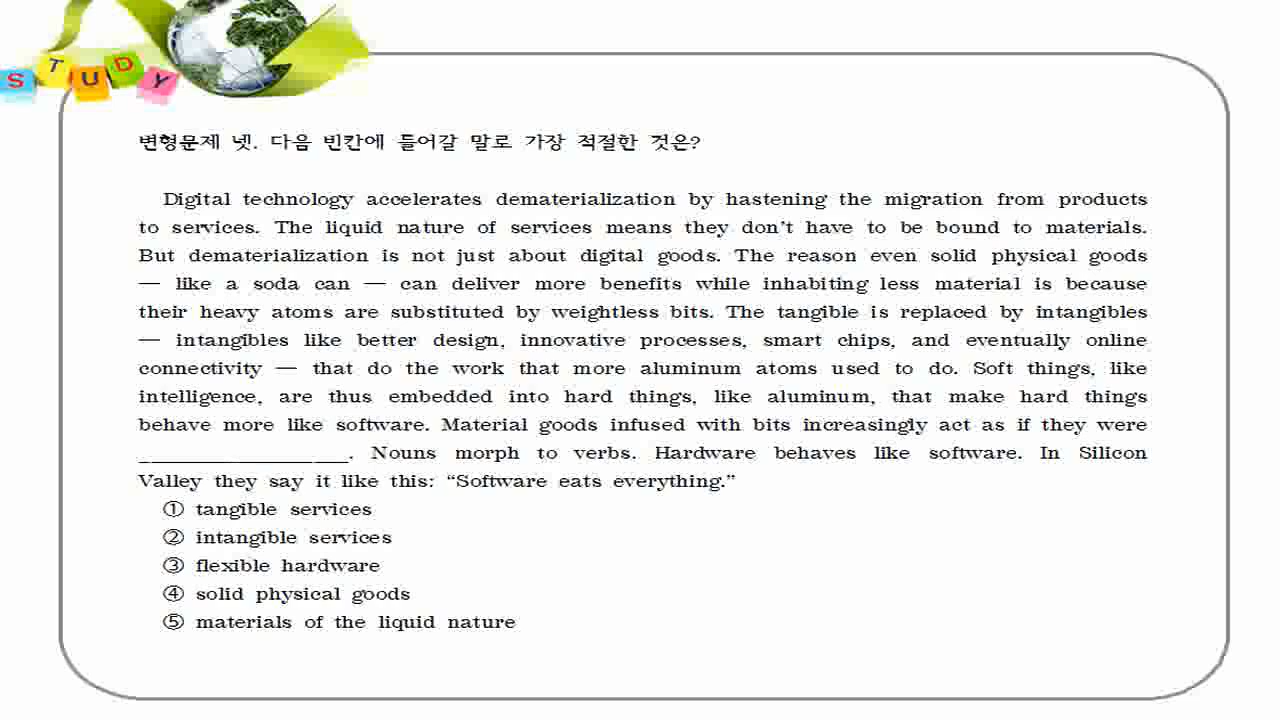 STUDY
변형문제 넷. 다음 빈칸에 들어갈 말로 가장 적절한 것은?
Digital technology accelerates dematerialization by hastening the migration from products
to services. The liquid nature of services means they don't have to be bound to materials.
But dematerialization is not just about digital goods. The reason even solid physical goods
— like a soda can — can deliver more benefits while inhabiting less material is because
their heavy atoms are substituted by weightless bits. The tangible is replaced by intangibles
— intangibles like better design, innovative processes, smart chips, and eventually online
connectivity — that do the work that more aluminum atoms used to do. Soft things, like
intelligence, are thus embedded into hard things, like aluminum, that make hard things
behave more like software. Material goods infused with bits increasingly act as if they were
____________________. Nouns morph to verbs. Hardware behaves like software. In Silicon
Valley they say it like this: “Software eats everything.”
① tangible services
② intangible services
③ flexible hardware
④ solid physical goods
⑤ materials of the liquid nature